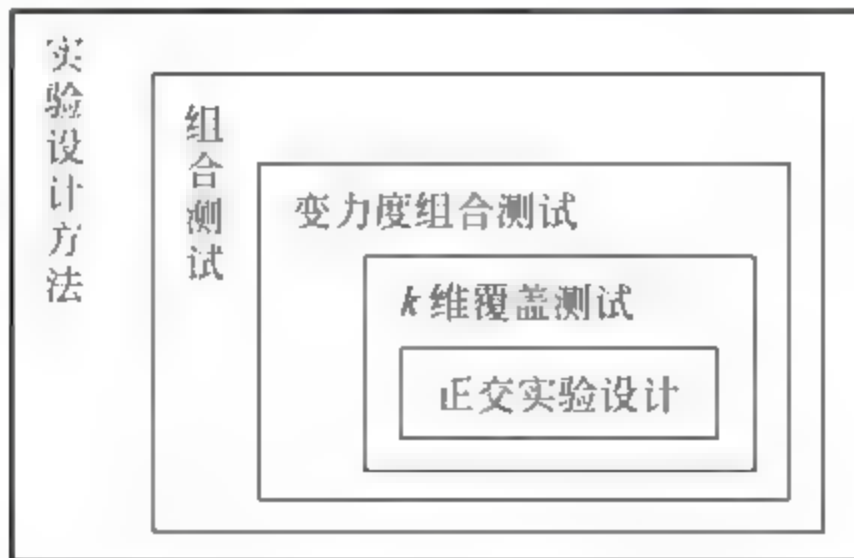 实验设计方法
组合测试
变力度组合测试
k维覆盖测试
正交实验设计